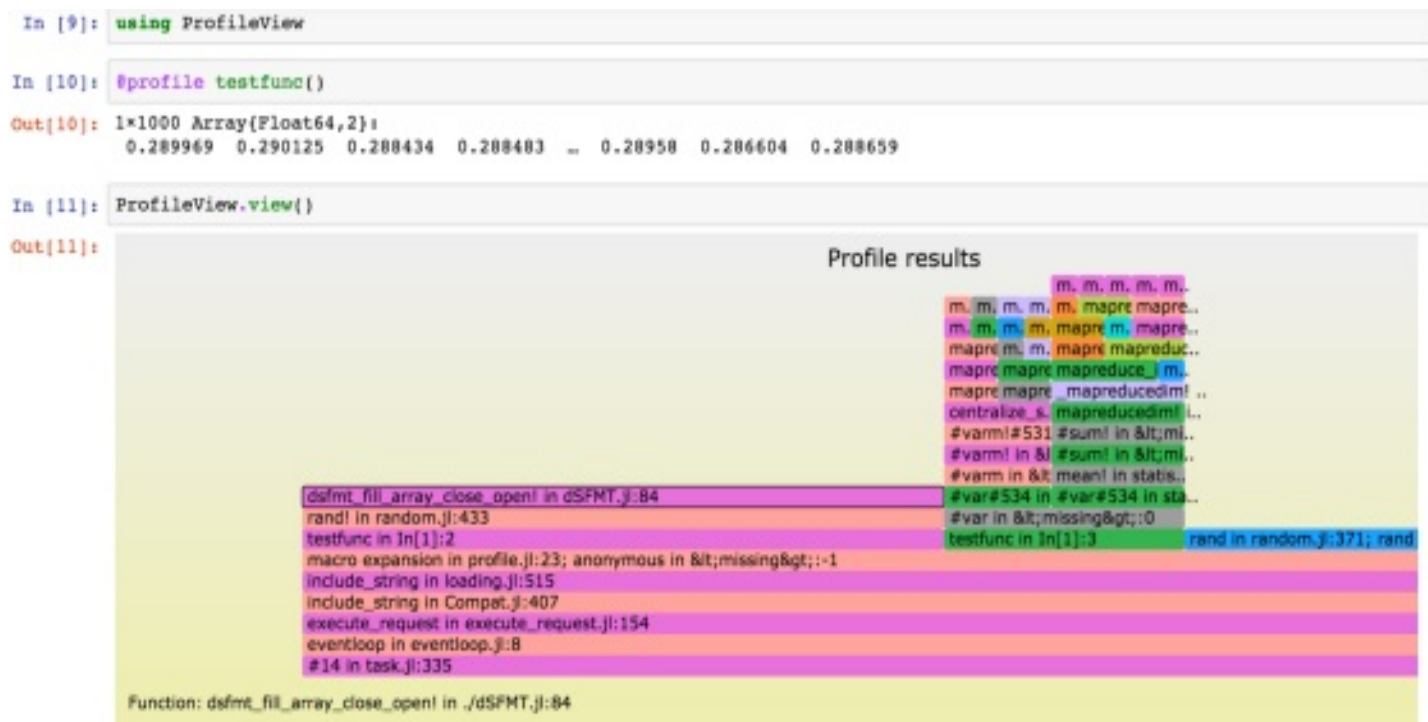 In [9]: using ProfileView
In [10]: @profile testfunc()
Out[10]: 1×1000 Array{Float64,2}:
0.289969 0.290125 0.288434 0.288483 … 0.28958 0.286604 0.288659
In [11]: ProfileView.view()
Out[11]:
Profile results
m. m. m. m. m..
m. m. m. m. m. mapre mapre..
m. m. m. m. mapre m. mapre..
mapre m. m. mapre mapreduc..
mapre mapre mapreduce_ m..
mapre mapre _mapreducedim! ..
centralize_s. mapreducedim! i..
#varm!#531 #sum! in &lt;mi..
#varm! in &l #sum! in &lt;mi..
#varm in &lt mean! in statis..
dsfmt_fill_array_close_open! in dSFMT.jl:84 #var#534 in #var#534 in sta..
rand! in random.jl:433 #var in &lt;missing&gt;:0
testfunc in In[1]:2 testfunc in In[1]:3 rand in random.jl:371; rand
macro expansion in profile.jl:23; anonymous in &lt;missing&gt;:-1
include_string in loading.jl:515
include_string in Compat.jl:407
execute_request in execute_request.jl:154
eventloop in eventloop.jl:8
#14 in task.jl:335
Function: dsfmt_fill_array_close_open! in ./dSFMT.jl:84